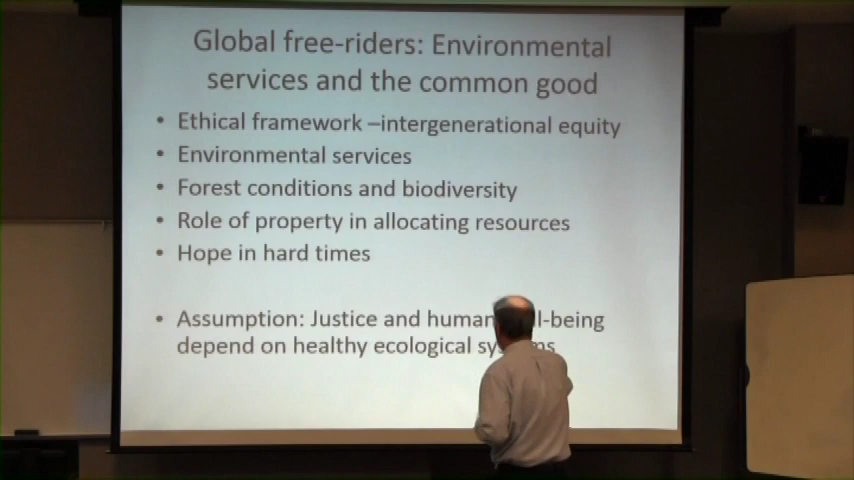 Global free-riders: Environmental
services and the common good
• Ethical framework –intergenerational equity
• Environmental services
• Forest conditions and biodiversity
• Role of property in allocating resources
• Hope in hard times
• Assumption: Justice and human ll-being
depend on healthy ecological